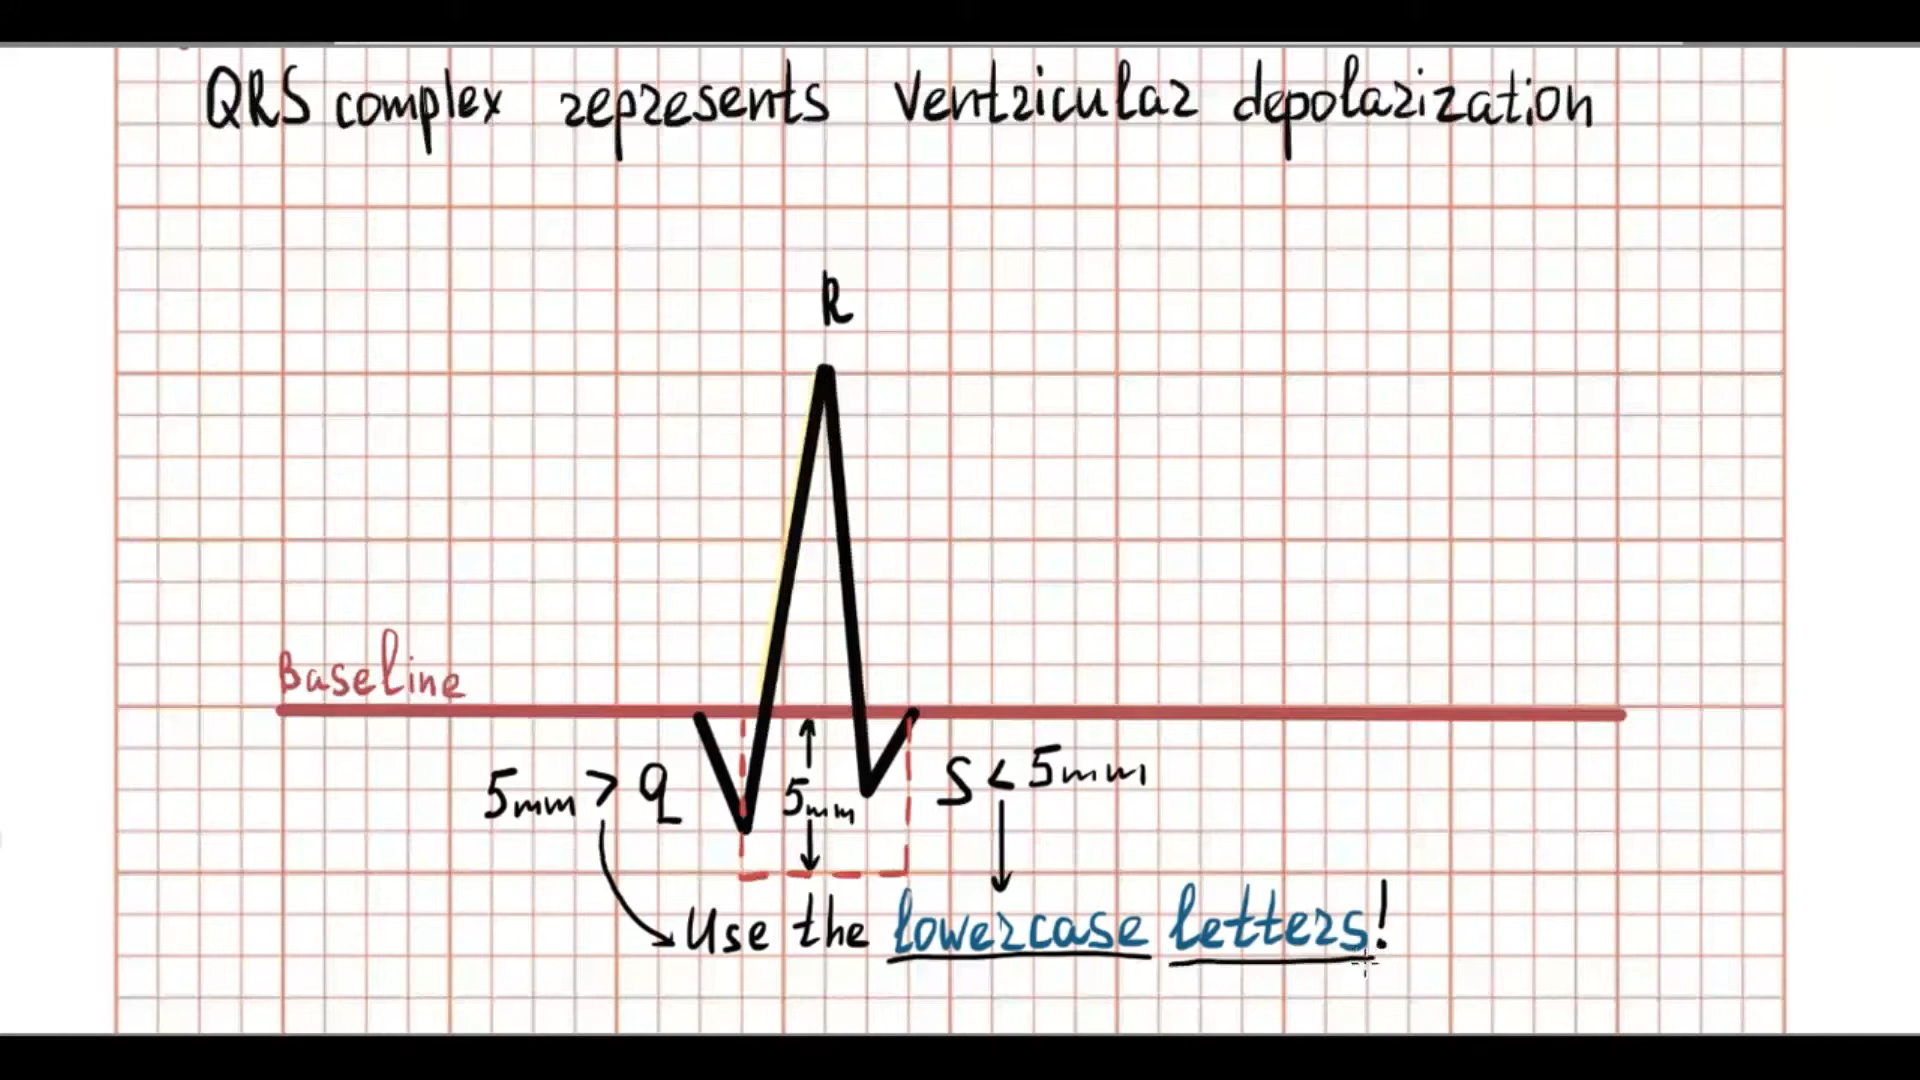 QRS complex represents Ventricular depolarization
R
Baseline
5mm > q
5mm
S < 5mm
Use the lowercase letters!